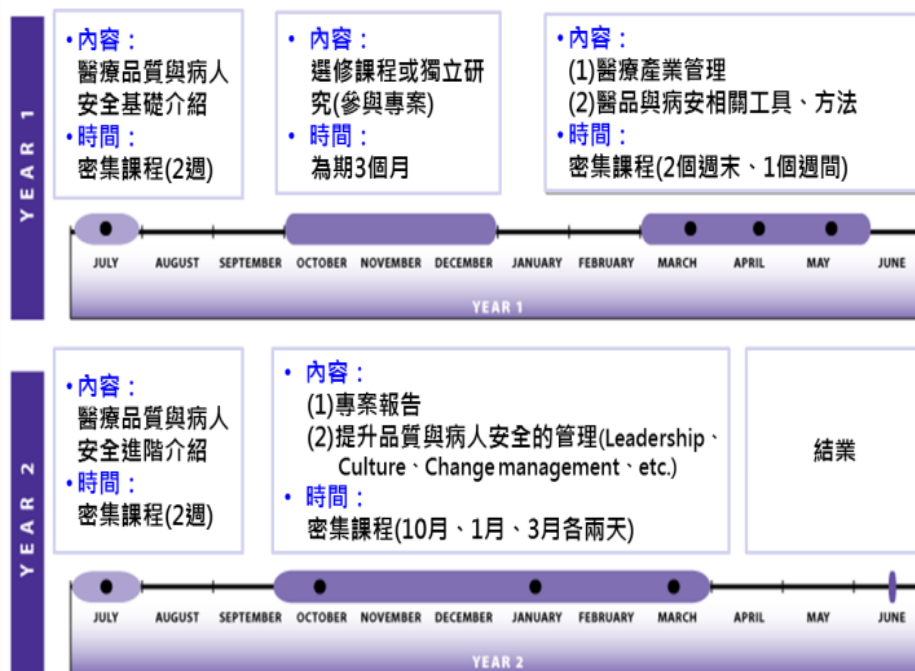 YEAR 1
•內容：
醫療品質與病人
安全基礎介紹
•時間：
密集課程(2週)
• 內容：
選修課程或獨立研
究(參與專案)
• 時間：
為期3個月
•內容：
(1)醫療產業管理
(2)醫品與病安相關工具、方法
•時間：
密集課程(2個週末、1個週間)
JULY AUGUST SEPTEMBER OCTOBER NOVEMBER DECEMBER JANUARY FEBRUARY MARCH APRIL MAY JUNE
YEAR 1
YEAR 2
•內容：
醫療品質與病人
安全進階介紹
•時間：
密集課程(2週)
• 內容：
(1)專案報告
(2)提升品質與病人安全的管理(Leadership、
Culture、Change management、etc.)
• 時間：
密集課程(10月、1月、3月各兩天)
結業
JULY AUGUST SEPTEMBER OCTOBER NOVEMBER DECEMBER JANUARY FEBRUARY MARCH APRIL MAY JUNE
YEAR 2